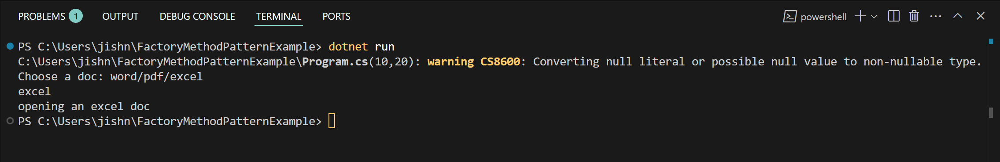 PROBLEMS 1 OUTPUT DEBUG CONSOLE TERMINAL PORTS powershell
PS C:\Users\jishn\FactoryMethodPatternExample> dotnet run
C:\Users\jishn\FactoryMethodPatternExample\Program.cs(10,20): warning CS8600: Converting null literal or possible null value to non-nullable type.
Choose a doc: word/pdf/excel
excel
opening an excel doc
PS C:\Users\jishn\FactoryMethodPatternExample>